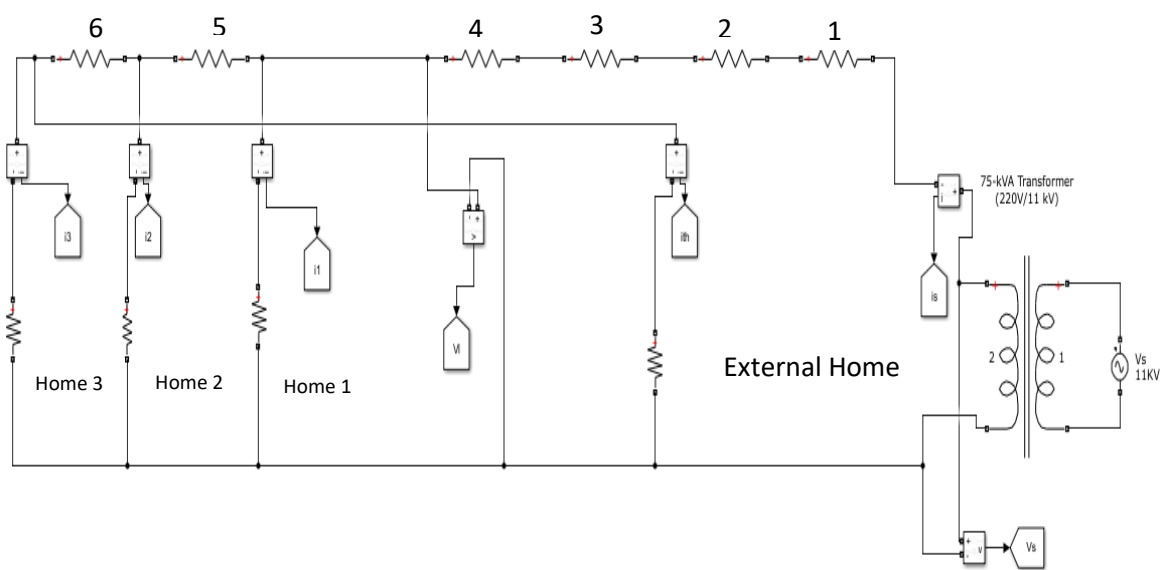 6
5
4
3
2
1
75-kVA Transformer
(220V/11 kV)
i3
i2
i1
Vl
ith
is
Home 3
Home 2
Home 1
External Home
2
1
Vs
11KV
Vs